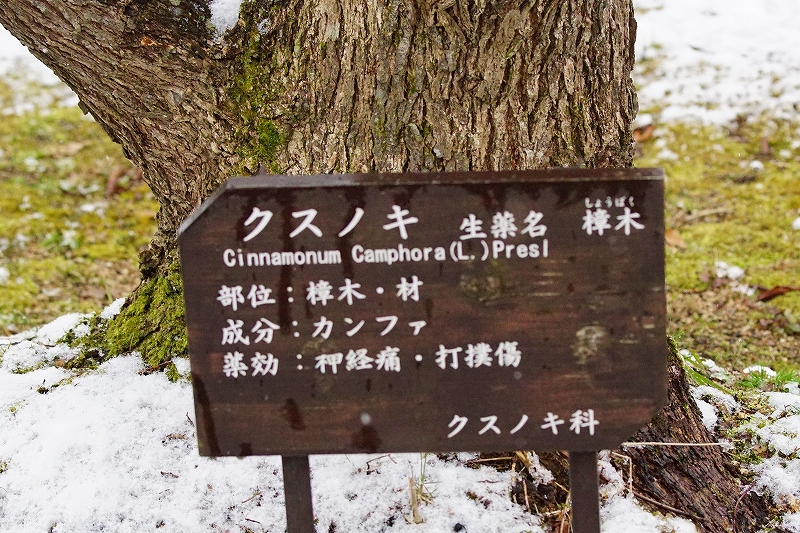 クスノキ 生薬名 樟木
しょうぼく
Cinnamonum Camphora(L.)Presl
部位：樟木・材
成分：カンファ
薬効：神経痛・打撲傷
クスノキ科